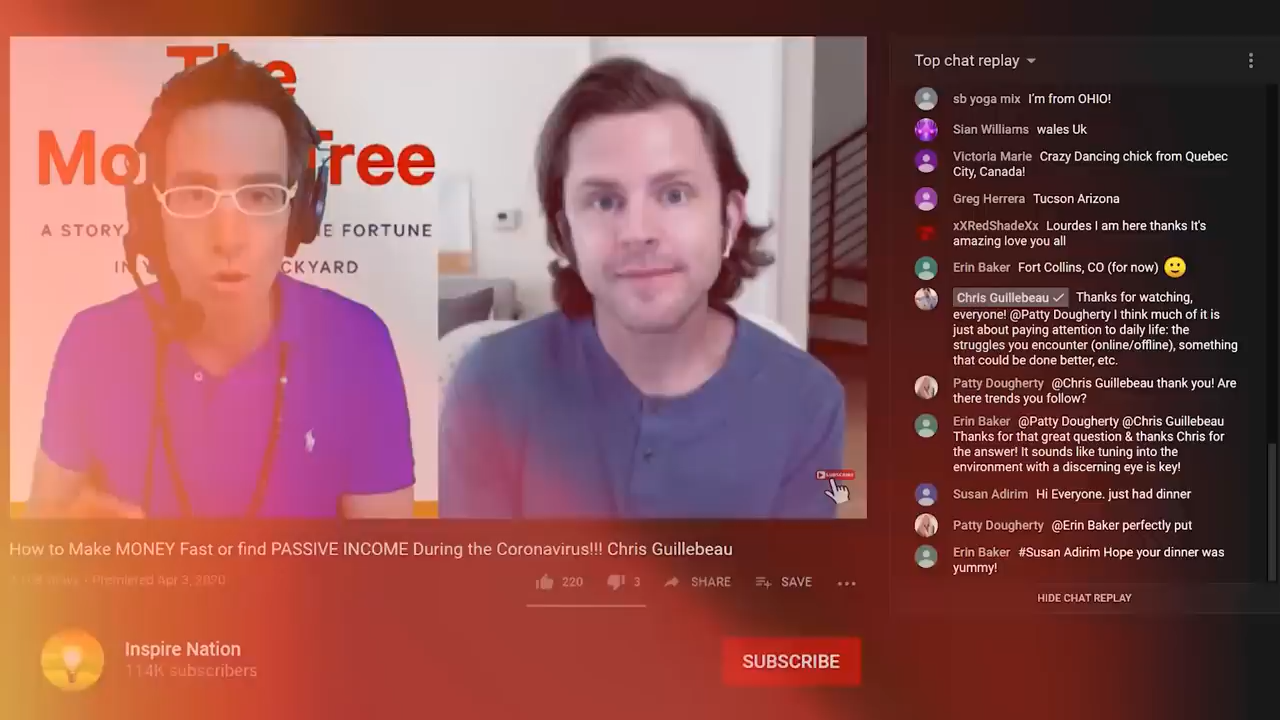 The
Mo Tree
A STORY E FORTUNE
IN CKYARD
SUBSCRIBE
How to Make MONEY Fast or find PASSIVE INCOME During the Coronavirus!!! Chris Guillebeau
views • Premiered Apr 3, 2020
220 3 SHARE SAVE
Inspire Nation
114K subscribers
SUBSCRIBE
Top chat replay
sb yoga mix I'm from OHIO!
Sian Williams wales Uk
Victoria Marie Crazy Dancing chick from Quebec
City, Canada!
Greg Herrera Tucson Arizona
xXRedShadeXx Lourdes I am here thanks It's
amazing love you all
Erin Baker Fort Collins, CO (for now)
Chris Guillebeau Thanks for watching,
everyone! @Patty Dougherty I think much of it is
just about paying attention to daily life: the
struggles you encounter (online/offline), something
that could be done better, etc.
Patty Dougherty @Chris Guillebeau thank you! Are
there trends you follow?
Erin Baker @Patty Dougherty @Chris Guillebeau
Thanks for that great question & thanks Chris for
the answer! It sounds like tuning into the
environment with a discerning eye is key!
Susan Adirim Hi Everyone. just had dinner
Patty Dougherty @Erin Baker perfectly put
Erin Baker #Susan Adirim Hope your dinner was
yummy!
HIDE CHAT REPLAY